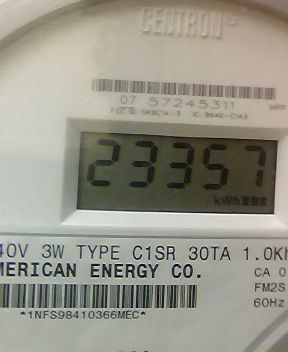 CENTRON
07 57245311
23357
kWh
40V 3W TYPE C1SR 30TA 1.0Kh
MERICAN ENERGY CO.
CA 0
FM2S
60Hz
*1NFS98410366MEC*